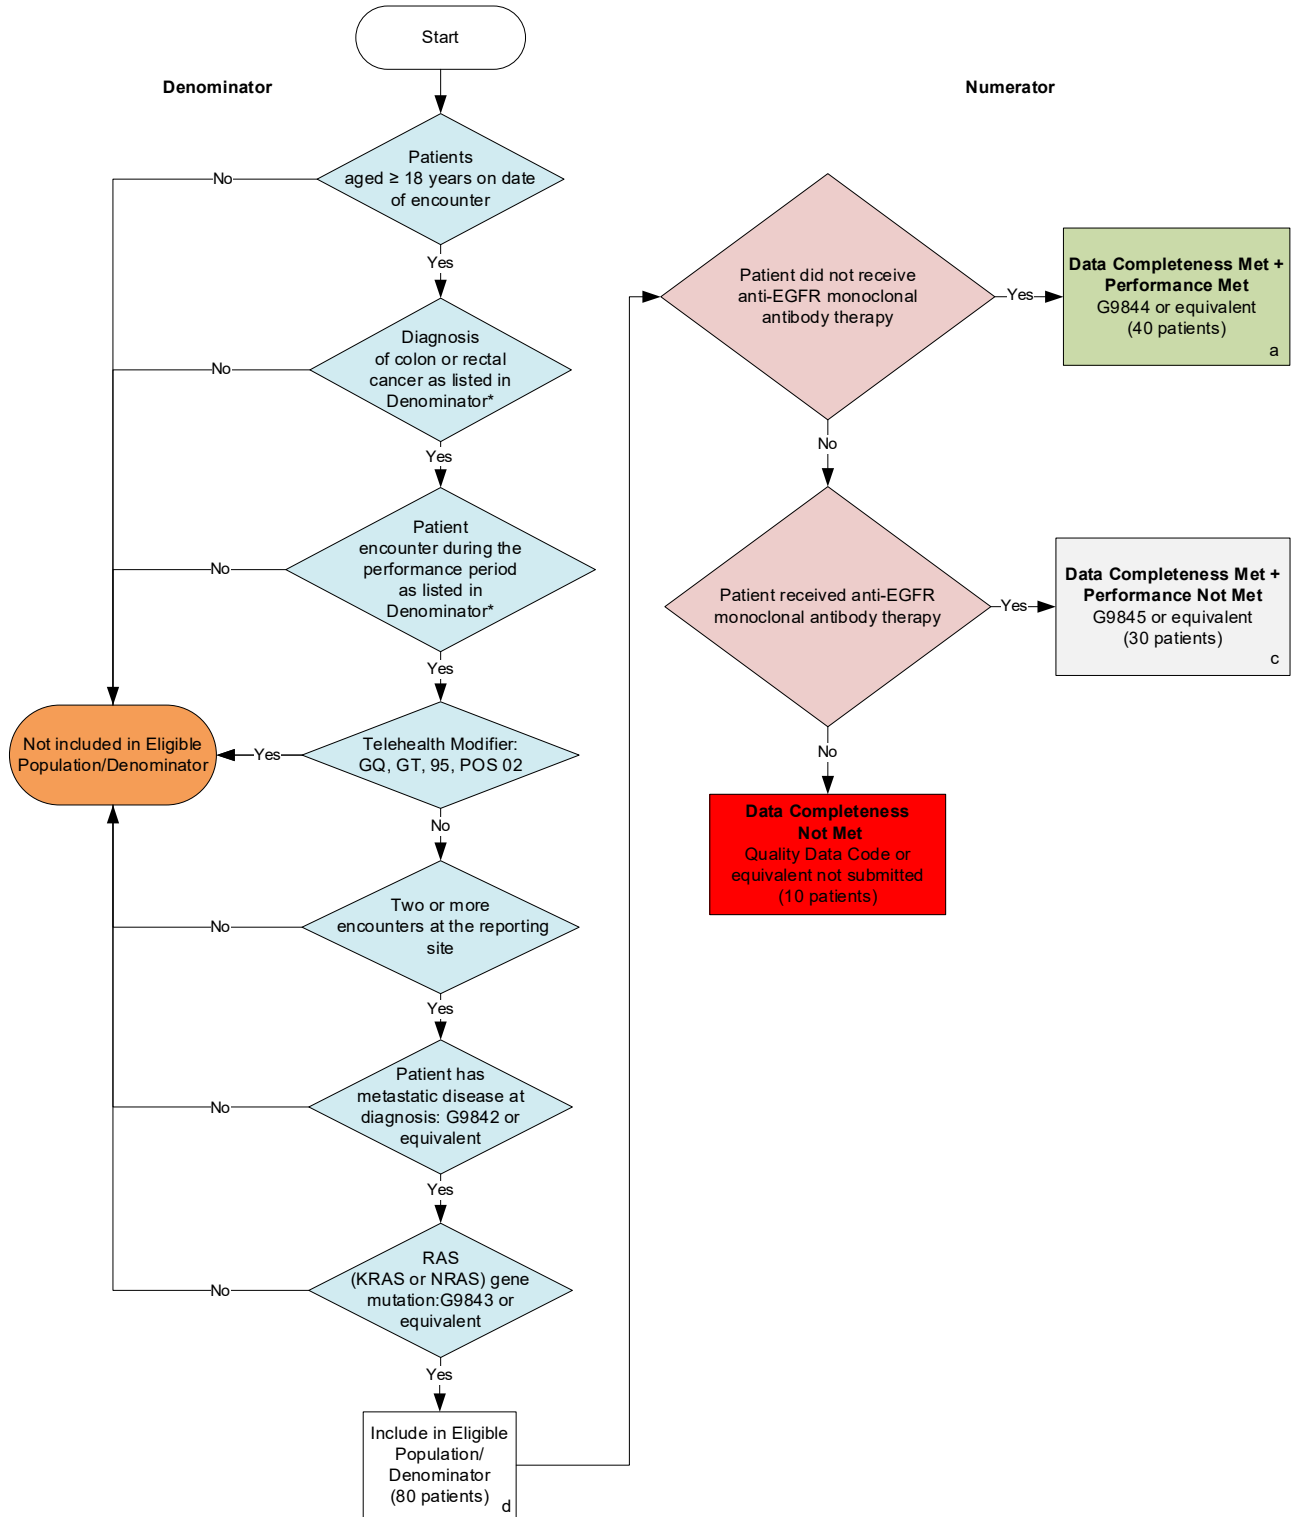 Start
Denominator
Patients
aged ≥ 18 years on date
of encounter
No
Yes
Diagnosis
of colon or rectal
cancer as listed in
Denominator*
No
Yes
Patient
encounter during the
performance period
as listed in
Denominator*
No
Yes
Telehealth Modifier:
GQ, GT, 95, POS 02
Yes
Not included in Eligible
Population/Denominator
No
Two or more
encounters at the reporting
site
No
Yes
Patient has
metastatic disease at
diagnosis: G9842 or
equivalent
No
Yes
RAS
(KRAS or NRAS) gene
mutation:G9843 or
equivalent
No
Yes
Include in Eligible
Population/
Denominator
(80 patients)
d
Numerator
Patient did not receive
anti-EGFR monoclonal
antibody therapy
Yes
Data Completeness Met +
Performance Met
G9844 or equivalent
(40 patients)
a
No
Patient received anti-EGFR
monoclonal antibody therapy
Yes
Data Completeness Met +
Performance Not Met
G9845 or equivalent
(30 patients)
c
No
Data Completeness
Not Met
Quality Data Code or
equivalent not submitted
(10 patients)